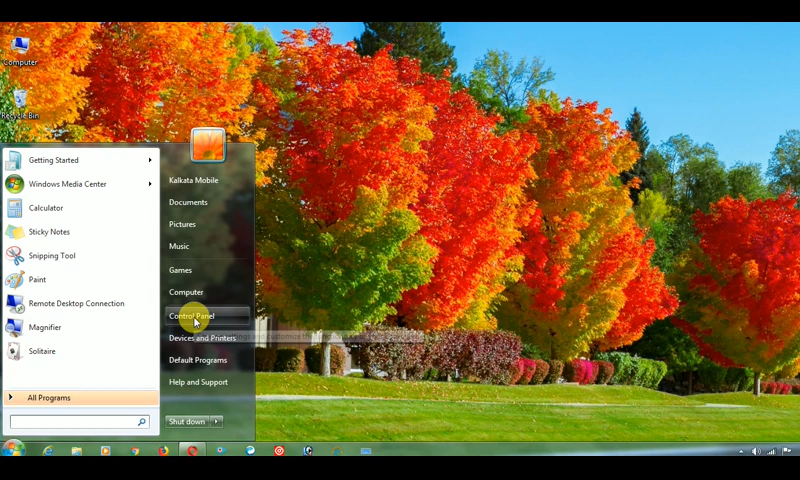 Computer
Recycle Bin
Getting Started
Windows Media Center
Calculator
Sticky Notes
Snipping Tool
Paint
Remote Desktop Connection
Magnifier
Solitaire
All Programs
Kalkata Mobile
Documents
Pictures
Music
Games
Computer
Control Panel
Devices and Printers
Default Programs
Help and Support
Shut down